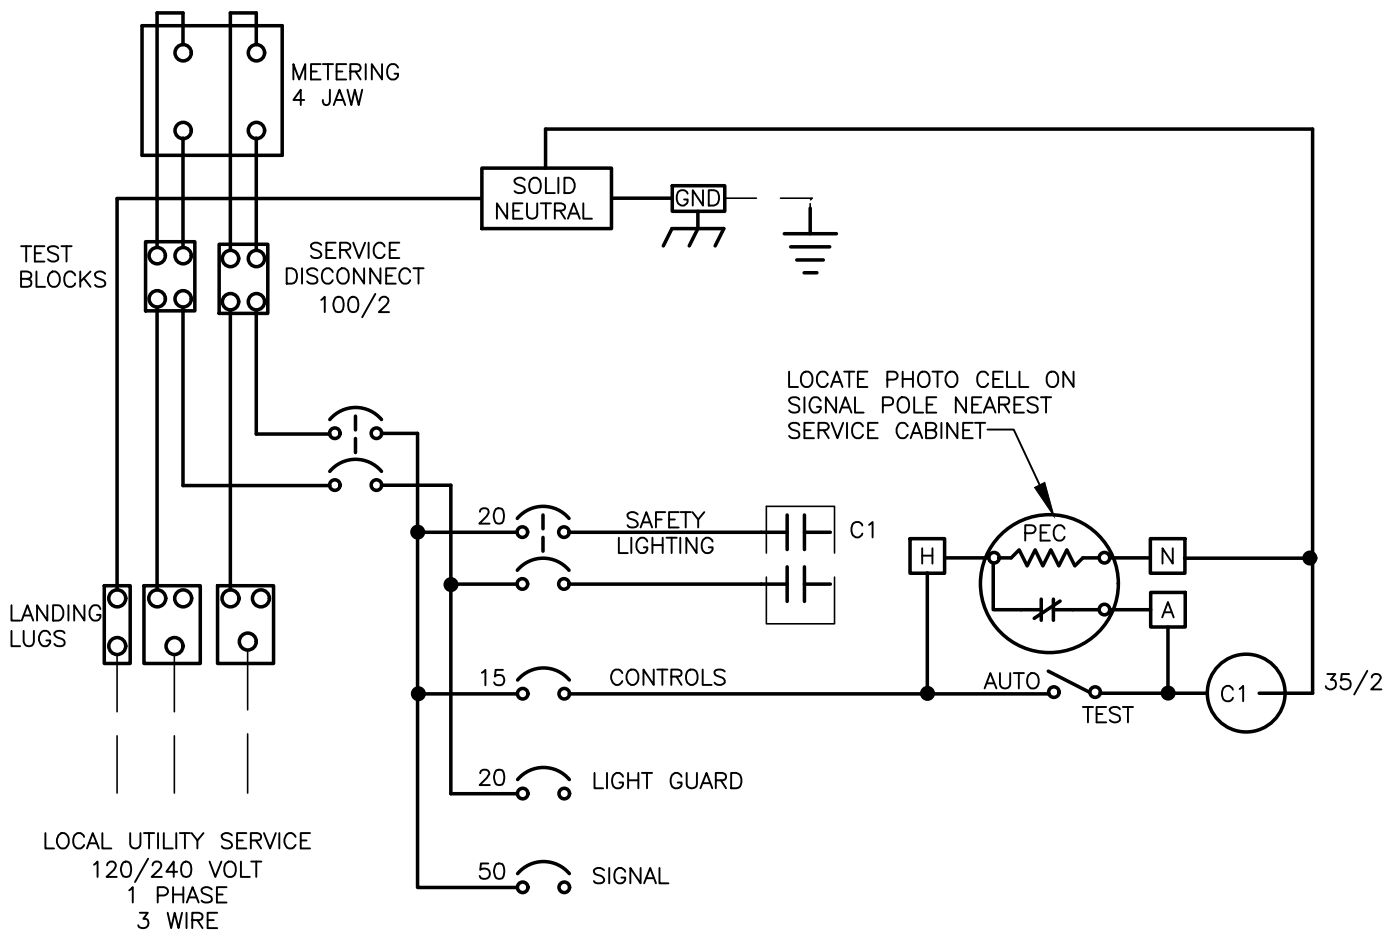 METERING
4 JAW
SOLID
NEUTRAL
GND
TEST
BLOCKS
SERVICE
DISCONNECT
100/2
LOCATE PHOTO CELL ON
SIGNAL POLE NEAREST
SERVICE CABINET
20
SAFETY
LIGHTING
C1
H
PEC
N
A
LANDING
LUGS
15
CONTROLS
AUTO
TEST
C1
35/2
20
LIGHT GUARD
50
SIGNAL
LOCAL UTILITY SERVICE
120/240 VOLT
1 PHASE
3 WIRE